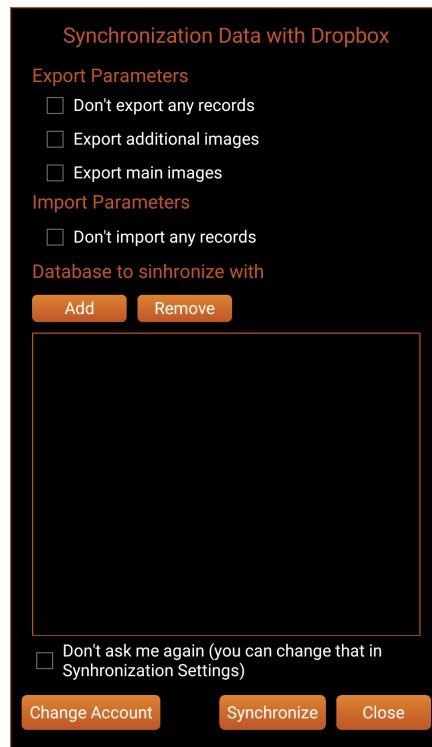 Synchronization Data with Dropbox
Export Parameters
Don't export any records
Export additional images
Export main images
Import Parameters
Don't import any records
Database to sinhronize with
Add Remove
Don't ask me again (you can change that in
Synhronization Settings)
Change Account Synchronize Close